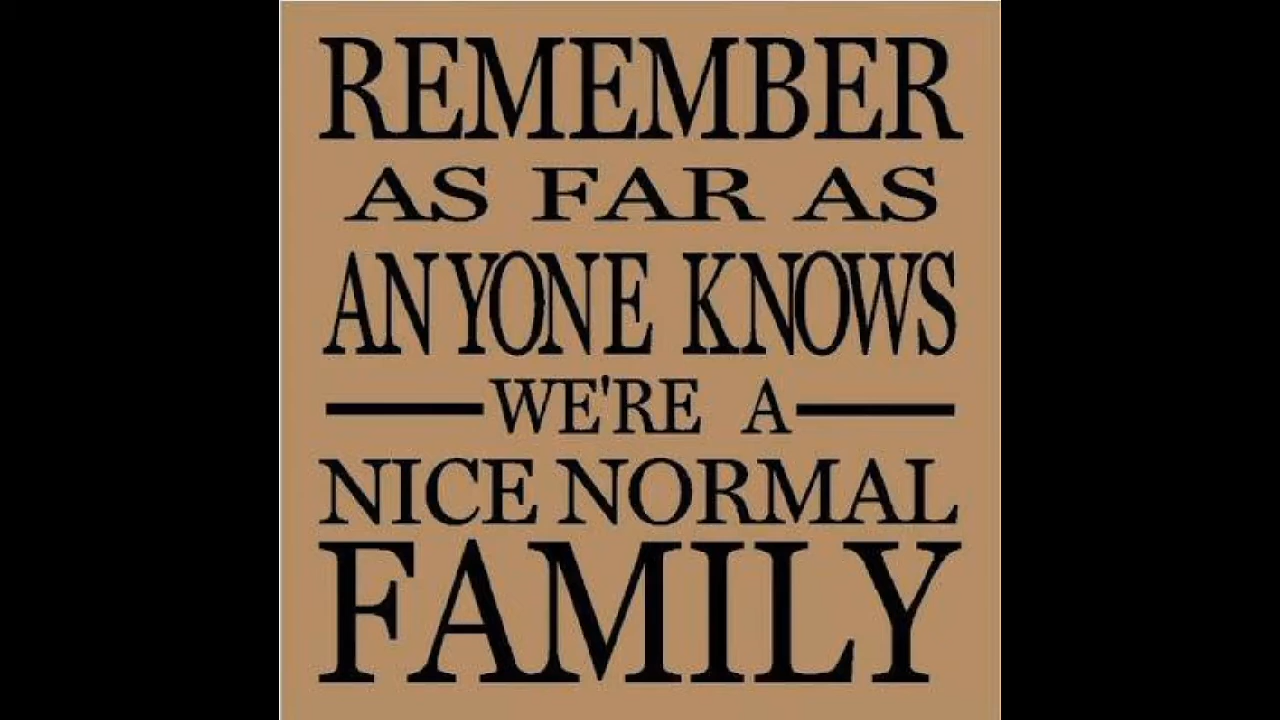 REMEMBER
AS FAR AS
ANYONE KNOWS
WE'RE A
NICE NORMAL
FAMILY